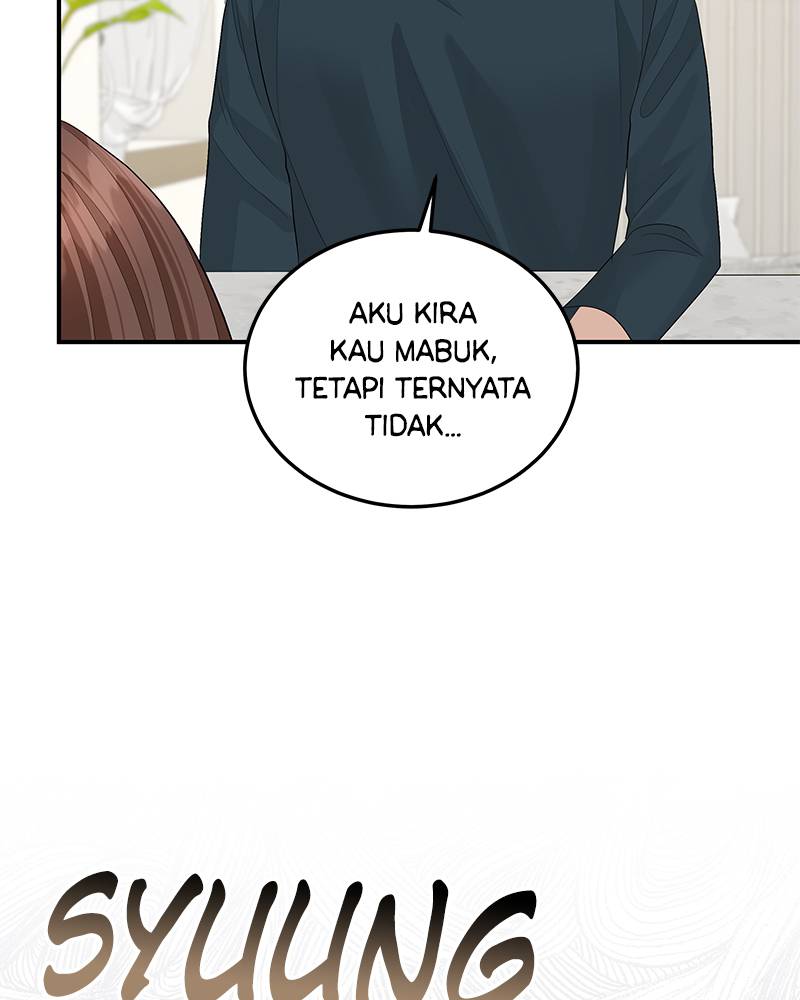 AKU KIRA
KAU MABUK,
TETAPI TERNYATA
TIDAK...
SYUUNG